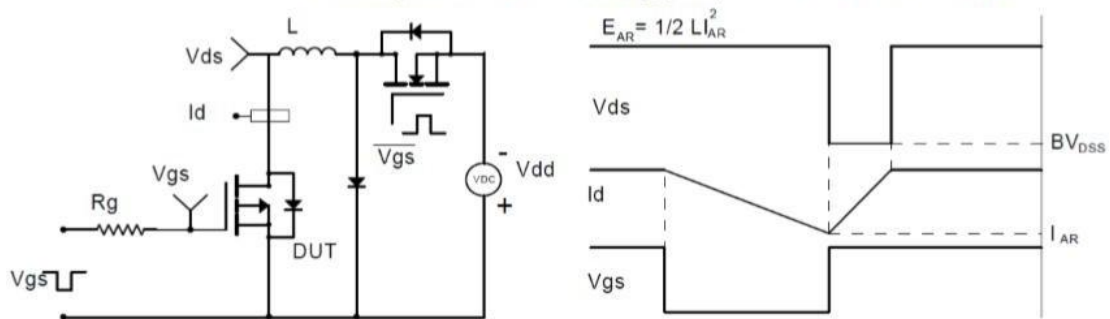 L
Vds
Id
Vgs
Vgs
Rg
DUT
Vgs
VDC
-
+
Vdd
E_AR = 1/2 LI_AR^2
Vds
BV_DSS
Id
I_AR
Vgs